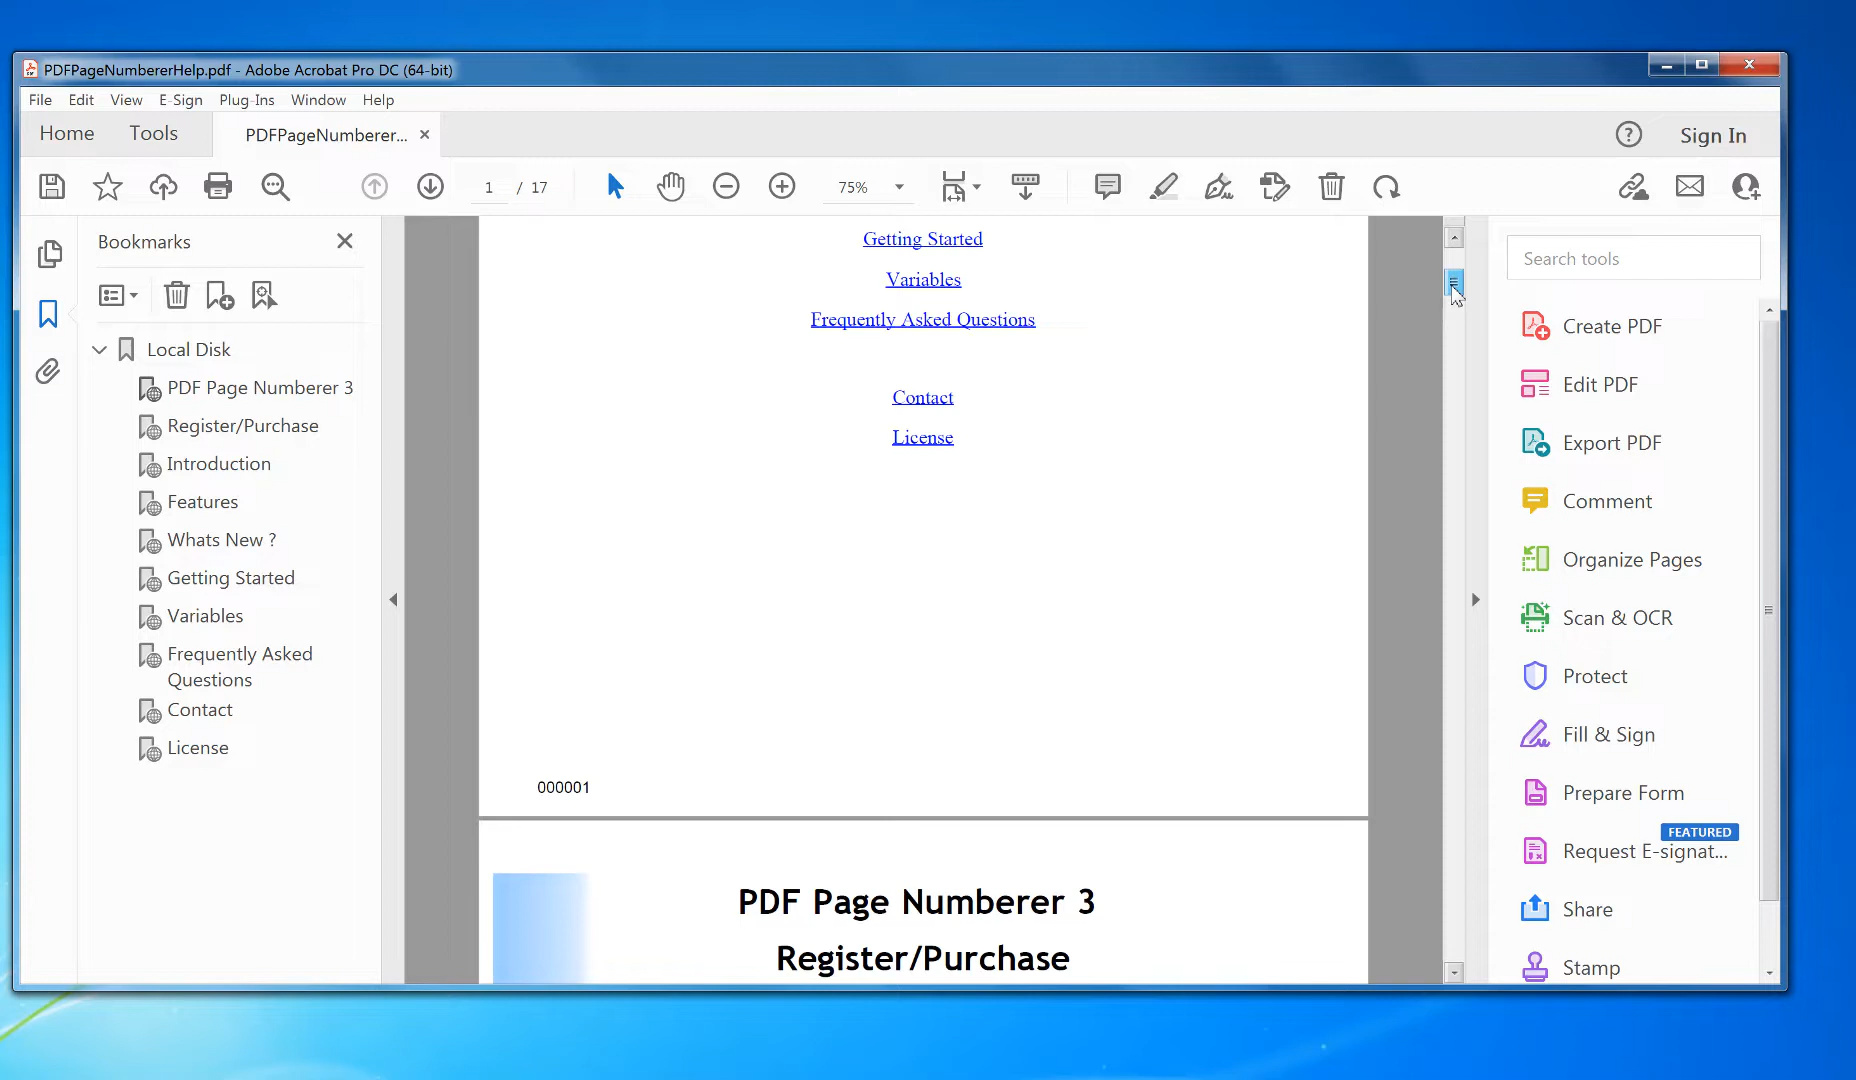 PDFPageNumbererHelp.pdf - Adobe Acrobat Pro DC (64-bit)
File Edit View E-Sign Plug-Ins Window Help
Home Tools PDFPageNumberer... Sign In
1 / 17 75%
Bookmarks
Local Disk
PDF Page Numberer 3
Register/Purchase
Introduction
Features
Whats New ?
Getting Started
Variables
Frequently Asked
Questions
Contact
License
Getting Started
Variables
Frequently Asked Questions
Contact
License
000001
PDF Page Numberer 3
Register/Purchase
Search tools
Create PDF
Edit PDF
Export PDF
Comment
Organize Pages
Scan & OCR
Protect
Fill & Sign
Prepare Form
FEATURED
Request E-signat...
Share
Stamp